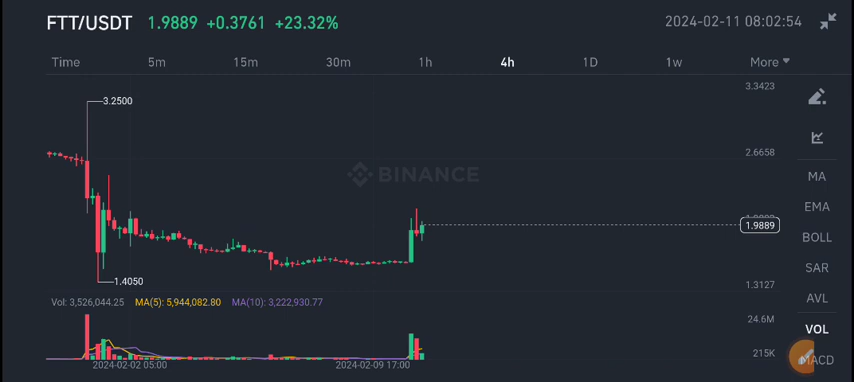 FTT/USDT 1.9889 +0.3761 +23.32% 2024-02-11 08:02:54
Time 5m 15m 30m 1h 4h 1D 1w More
3.3423
3.2500
2.6658
MA
BINANCE
EMA
1.9889
BOLL
SAR
1.4050
1.3127
AVL
Vol: 3,526,044.25 MA(5): 5,944,082.80 MA(10): 3,222,930.77
24.6M
VOL
215K
MACD
2024-02-02 05:00 2024-02-09 17:00